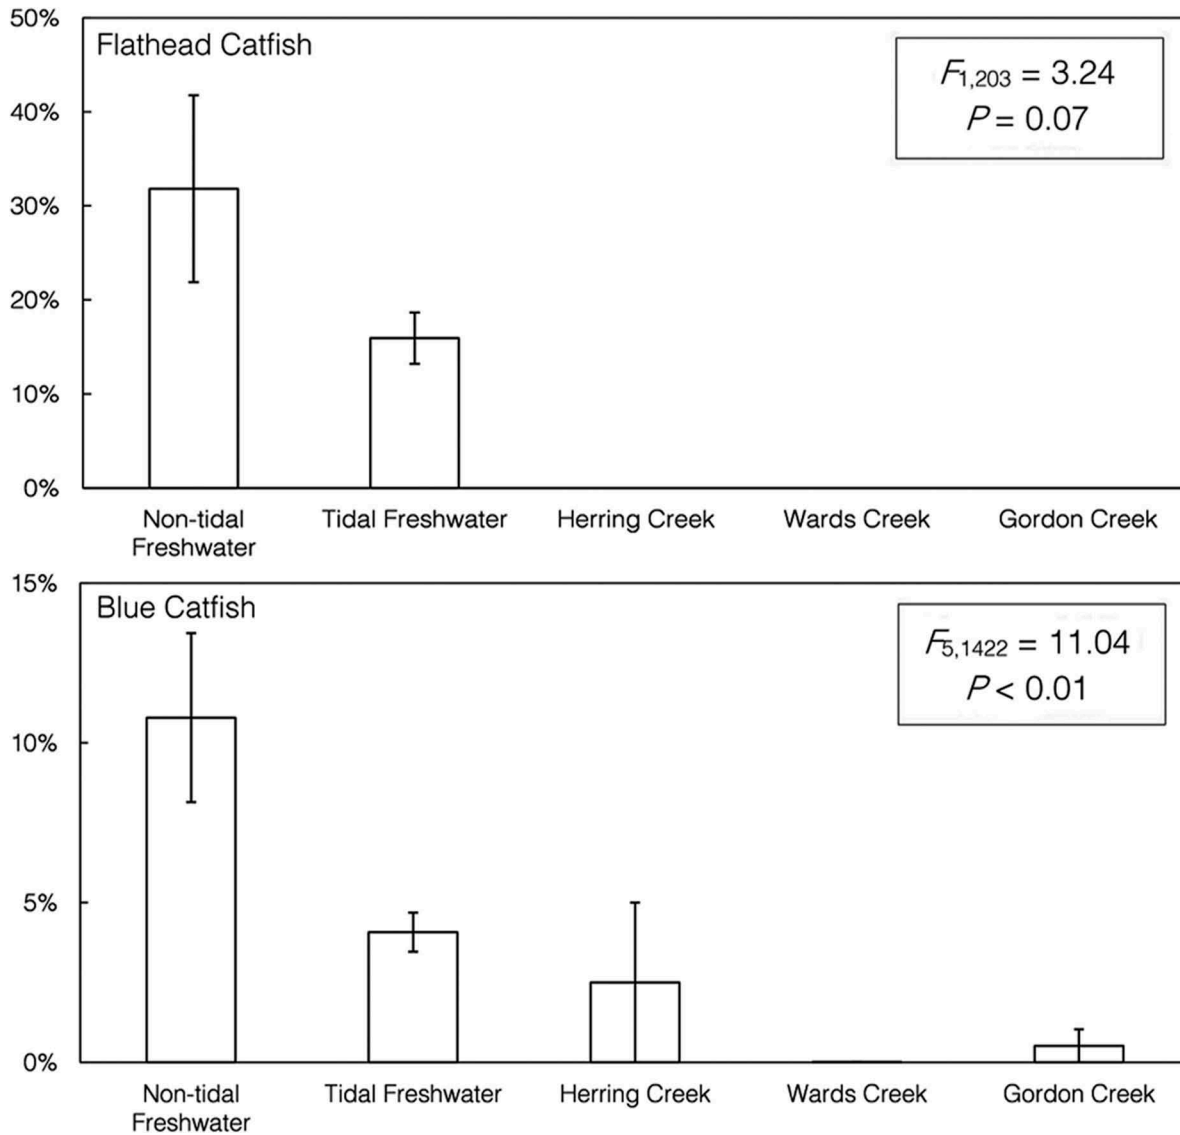 50%
Flathead Catfish
F1,203 = 3.24
P = 0.07
40%
30%
20%
10%
0%
Non-tidal
Freshwater
Tidal Freshwater
Herring Creek
Wards Creek
Gordon Creek
15%
Blue Catfish
F5,1422 = 11.04
P < 0.01
10%
5%
0%
Non-tidal
Freshwater
Tidal Freshwater
Herring Creek
Wards Creek
Gordon Creek